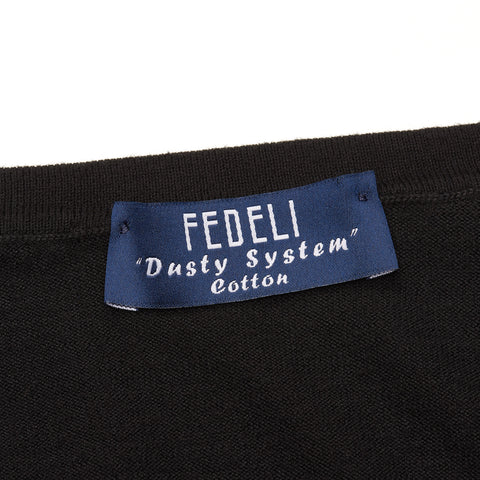 FEDELI
"Dusty System"
Cotton